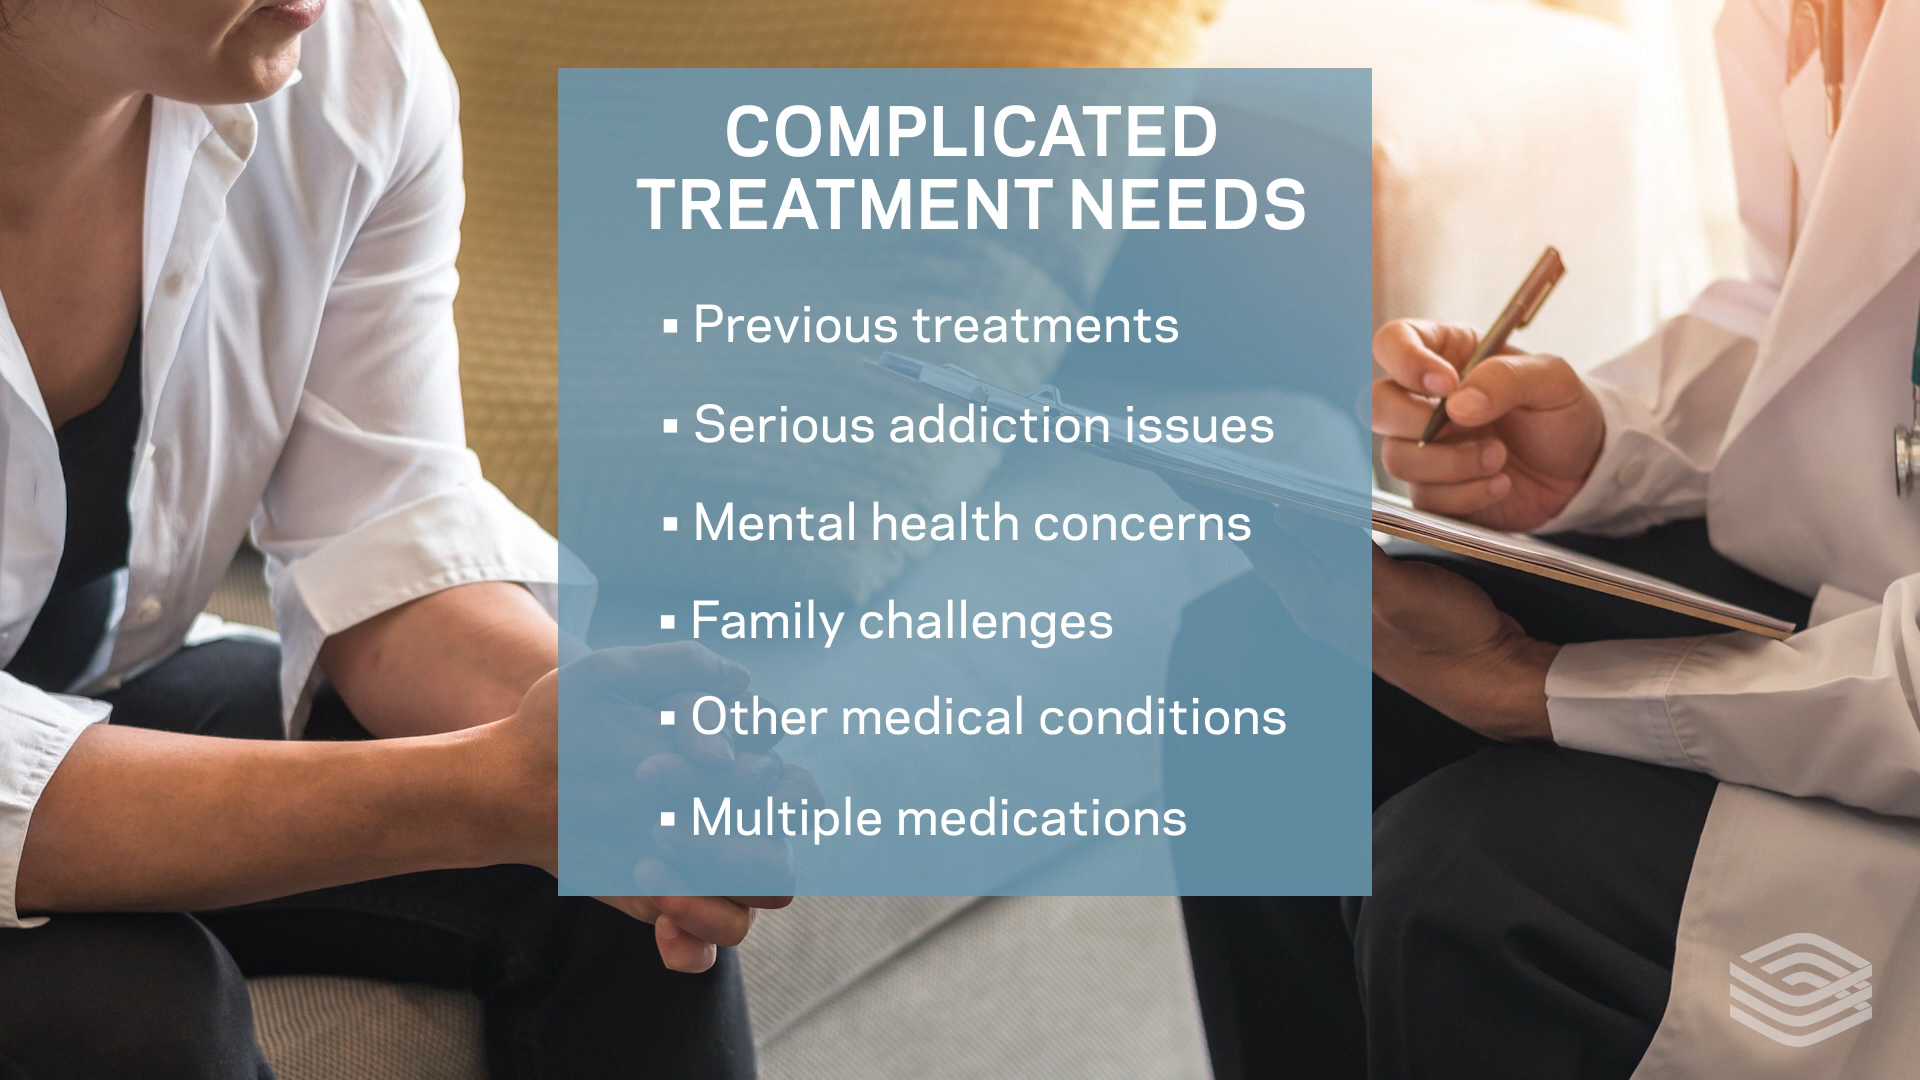 COMPLICATED
TREATMENT NEEDS
▪ Previous treatments
▪ Serious addiction issues
▪ Mental health concerns
▪ Family challenges
▪ Other medical conditions
▪ Multiple medications